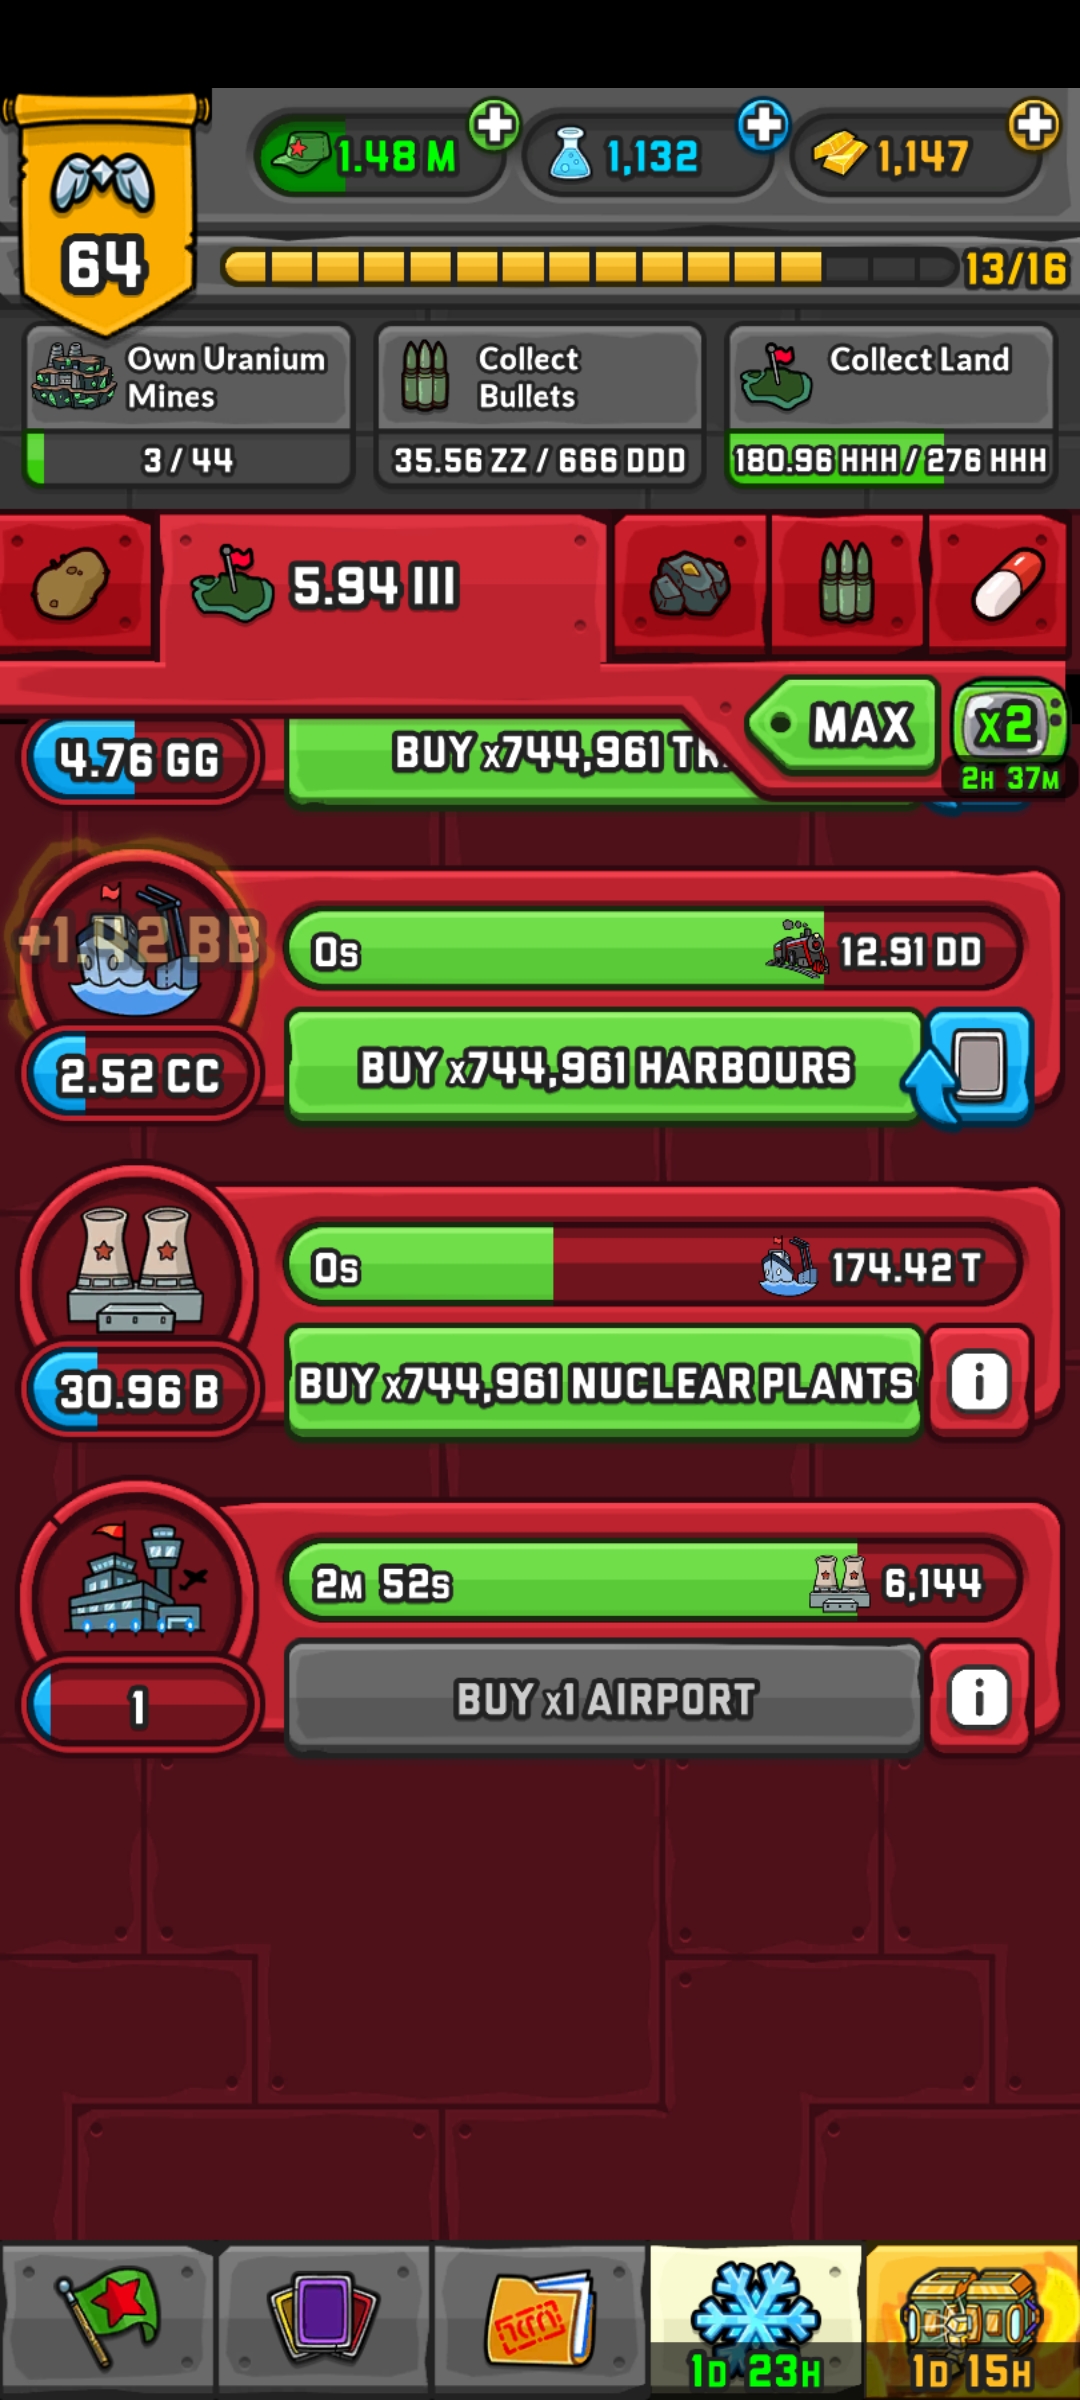 64
1.48 M
1,132
1,147
13/16
Own Uranium
Mines
3 / 44
Collect
Bullets
35.56 ZZ / 666 DDD
Collect Land
180.96 HHH / 276 HHH
5.94 III
MAX
X2
2H 37M
4.76 GG
BUY x744,961
+1.42 BB
0s
12.91 DD
2.52 CC
BUY x744,961 HARBOURS
0s
174.42 T
30.96 B
BUY x744,961 NUCLEAR PLANTS
i
2M 52s
6,144
1
BUY x1 AIRPORT
i
1D 23H
1D 15H